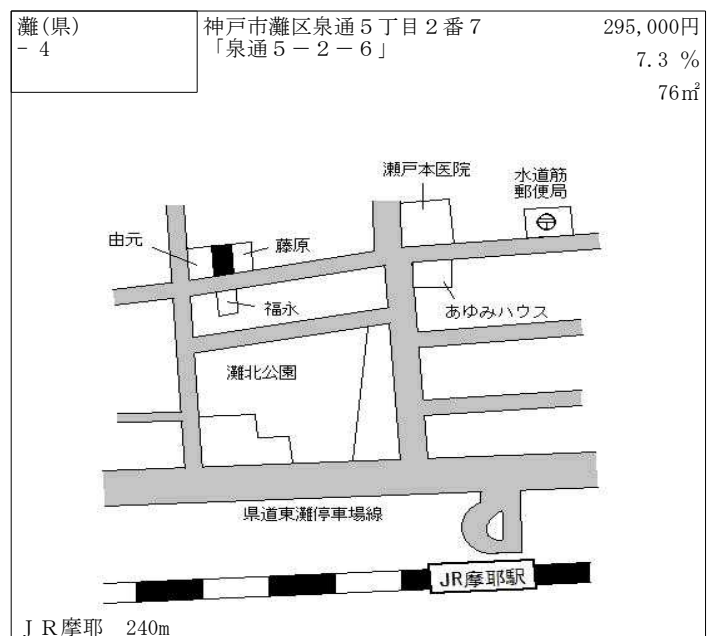 灘(県)
- 4
神戸市灘区泉通５丁目２番７
「泉通５－２－６」
295,000円
7.3 %
76㎡
瀬戸本医院
水道筋
郵便局
由元
藤原
福永
あゆみハウス
灘北公園
県道東灘停車場線
JR摩耶駅
ＪＲ摩耶　240m